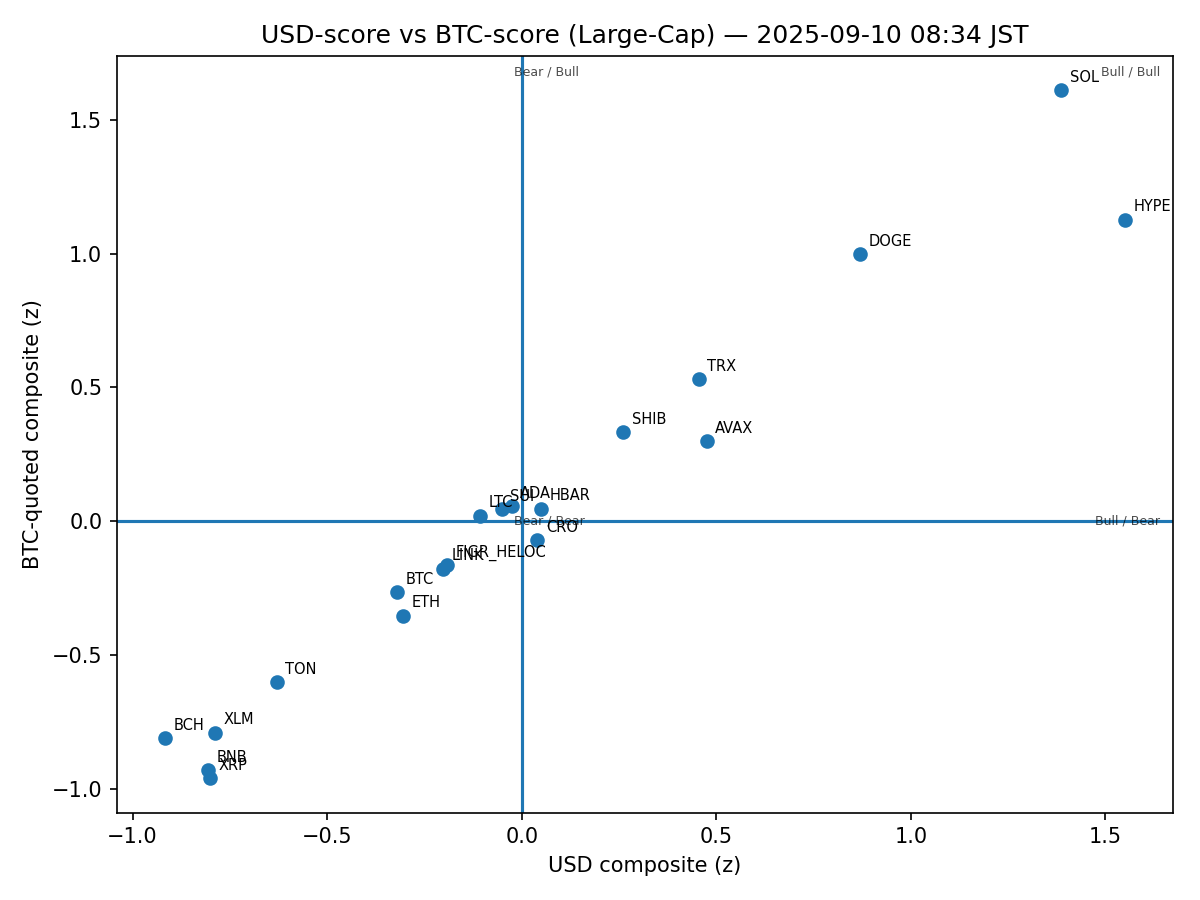 USD-score vs BTC-score (Large-Cap) — 2025-09-10 08:34 JST
Bear / Bull
SOL
Bull / Bull
1.5
HYPE
DOGE
1.0
TRX
0.5
SHIB
AVAX
LTC
SUI
ADA
HBAR
0.0
Bear / Bear
CRO
Bull / Bear
LINK
FIGR_HELOC
BTC
ETH
−0.5
TON
BCH
XLM
BNB
XRP
−1.0
BTC-quoted composite (z)
−1.0
−0.5
0.0
0.5
1.0
1.5
USD composite (z)